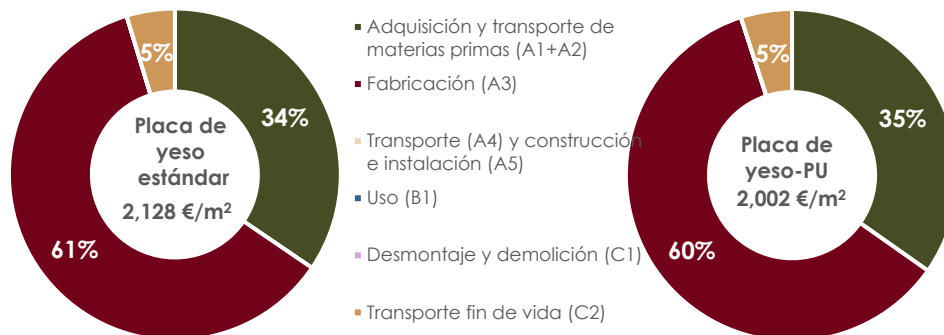 5%
34%
61%
Placa de
yeso
estándar
2,128 €/m²
Adquisición y transporte de
materias primas (A1+A2)
Fabricación (A3)
Transporte (A4) y construcción
e instalación (A5)
Uso (B1)
Desmontaje y demolición (C1)
Transporte fin de vida (C2)
5%
35%
60%
Placa de
yeso-PU
2,002 €/m²